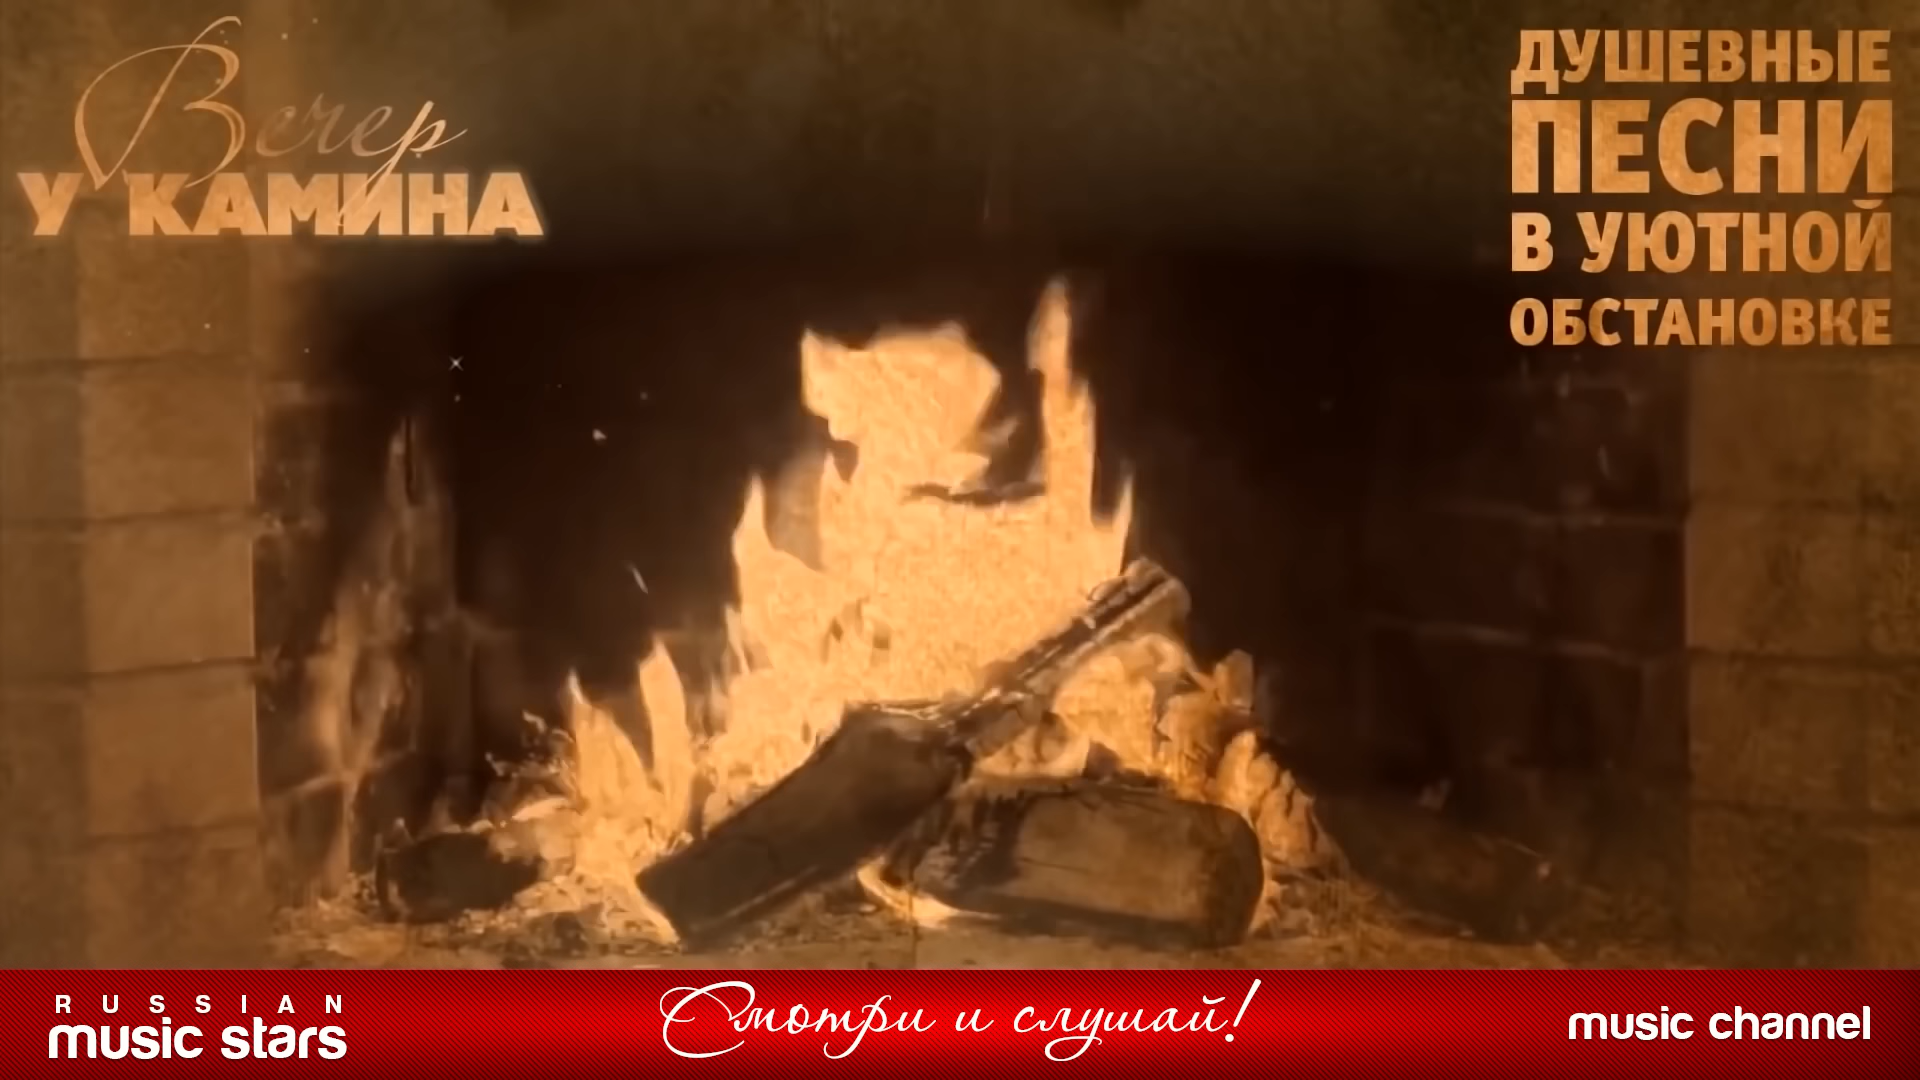 Вечер
У КАМИНА
ДУШЕВНЫЕ
ПЕСНИ
В УЮТНОЙ
ОБСТАНОВКЕ
RUSSIAN
music stars
Смотри и слушай!
music channel